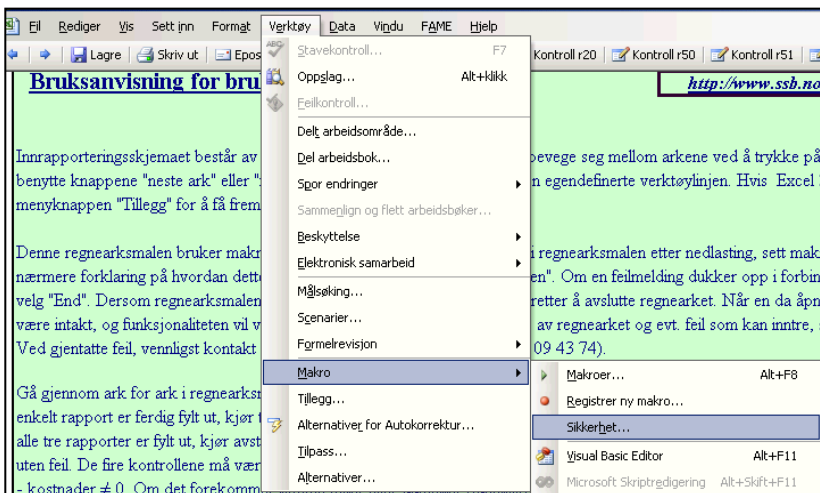 Fil Rediger Vis Sett inn Format Verktøy Data Vindu FAME Hjelp
Lagre Skriv ut Epos Kontroll r20 Kontroll r50 Kontroll r51
Bruksanvisning for bru http://www.ssb.no
Stavekontroll... F7
Oppslag... Alt+klikk
Feilkontroll...
Delt arbeidsområde...
Del arbeidsbok...
Spor endringer
Sammenlign og flett arbeidsbøker...
Beskyttelse
Elektronisk samarbeid
Målsøking...
Scenarier...
Formelrevisjon
Makro
Tillegg...
Alternativer for Autokorrektur...
Tilpass...
Alternativer...
Makroer... Alt+F8
Registrer ny makro...
Sikkerhet...
Visual Basic Editor Alt+F11
Microsoft Skriptredigering Alt+Skift+F11
Innrapporteringsskjemaet består av bevege seg mellom arkene ved å trykke på
benytte knappene "neste ark" eller " n egendefinerte verktøylinjen. Hvis Excel
menyknappen "Tillegg" for å få frem
Denne regnearksmalen bruker makr i regnearksmalen etter nedlasting, sett mak
nærmere forklaring på hvordan dett en". Om en feilmelding dukker opp i forbin
velg "End". Dersom regnearksmalen retter å avslutte regnearket. Når en da åpn
være intakt, og funksjonaliteten vil v av regnearket og evt. feil som kan inntre,
Ved gjentatte feil, vennligst kontakt 09 43 74).
Gå gjennom ark for ark i regnearksr
enkelt rapport er ferdig fylt ut, kjør t
alle tre rapporter er fylt ut, kjør avst
uten feil. De fire kontrollene må vær
- kostnader ≠ 0. Om det forekomm